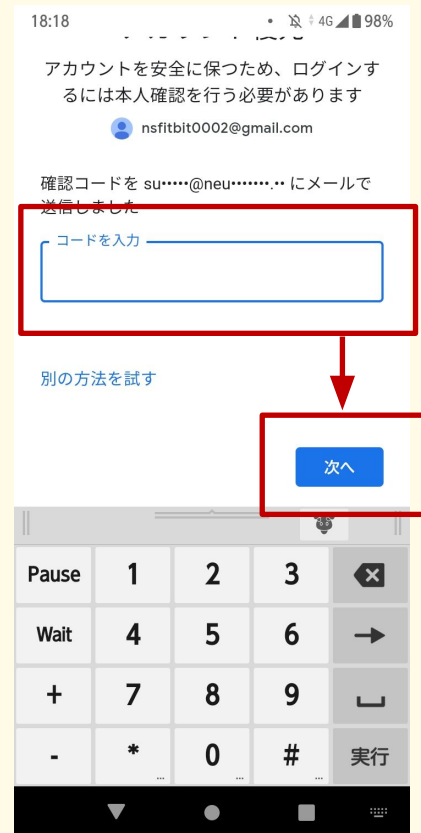 18:18
4G
98%
アカウントを安全に保つため、ログインす
るには本人確認を行う必要があります
nsfitbit0002@gmail.com
確認コードを su•••••@neu•••••••.•• にメールで
送信しました
コードを入力
別の方法を試す
次へ
Pause 1 2 3
Wait 4 5 6
+ 7 8 9
- * 0 # 実行